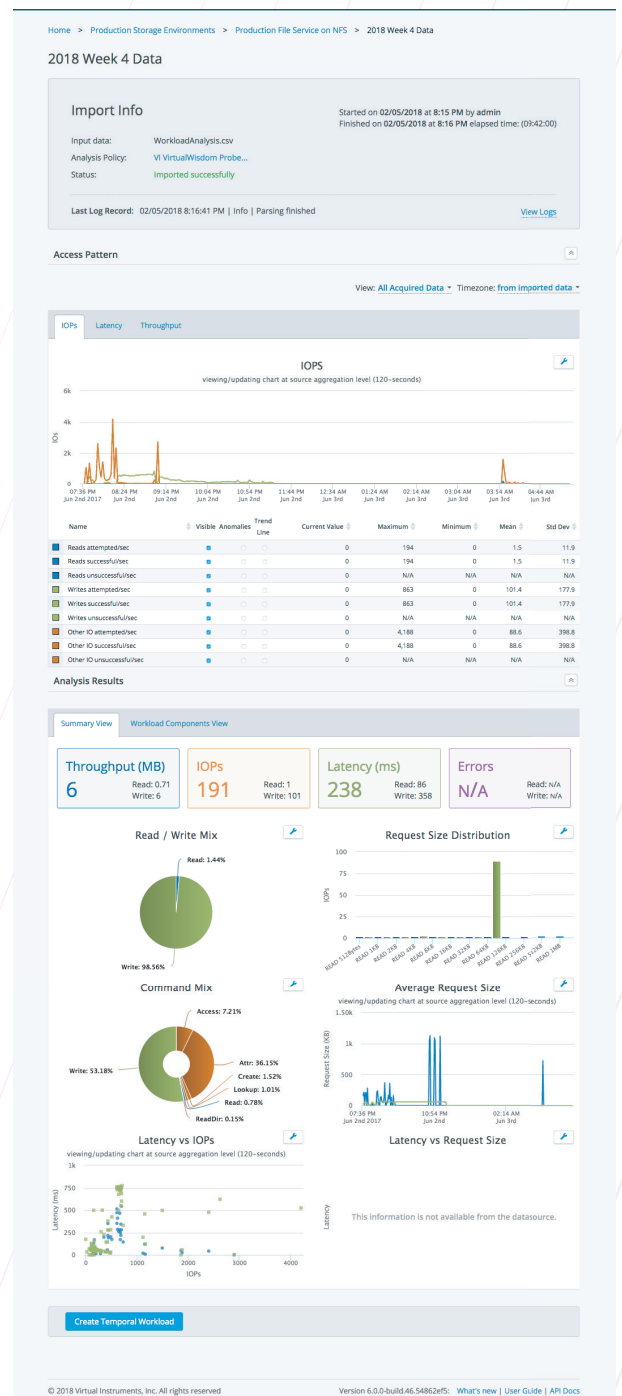 Home > Production Storage Environments > Production File Service on NFS > 2018 Week 4 Data
2018 Week 4 Data
Import Info
Started on 02/05/2018 at 8:15 PM by admin
Finished on 02/05/2018 at 8:16 PM elapsed time: (09:42:00)
Input data: WorkloadAnalysis.csv
Analysis Policy: VI VirtualWisdom Probe...
Status: Imported successfully
Last Log Record: 02/05/2018 8:16:41 PM | Info | Parsing finished View Logs
Access Pattern
View: All Acquired Data Timezone: from imported data
IOPs Latency Throughput
IOPS
viewing/updating chart at source aggregation level (120-seconds)
6k
4k
2k
0
IOs
07:36 PM 08:24 PM 09:14 PM 10:04 PM 10:54 PM 11:44 PM 12:34 AM 01:24 AM 02:14 AM 03:04 AM 03:54 AM 04:44 AM
Jun 2nd 2017 Jun 2nd Jun 2nd Jun 2nd Jun 2nd Jun 2nd Jun 3rd Jun 3rd Jun 3rd Jun 3rd Jun 3rd Jun 3rd
Name Visible Anomalies Trend Line Current Value Maximum Minimum Mean Std Dev
Reads attempted/sec 0 194 0 1.5 11.9
Reads successful/sec 0 194 0 1.5 11.9
Reads unsuccessful/sec 0 N/A N/A N/A N/A
Writes attempted/sec 0 863 0 101.4 177.9
Writes successful/sec 0 863 0 101.4 177.9
Writes unsuccessful/sec 0 N/A N/A N/A N/A
Other IO attempted/sec 0 4,188 0 88.6 398.8
Other IO successful/sec 0 4,188 0 88.6 398.8
Other IO unsuccessful/sec 0 N/A N/A N/A N/A
Analysis Results
Summary View Workload Components View
Throughput (MB)
6 Read: 0.71
Write: 6
IOPs
191 Read: 1
Write: 101
Latency (ms)
238 Read: 86
Write: 358
Errors
N/A Read: N/A
Write: N/A
Read / Write Mix
Read: 1.44%
Write: 98.56%
Request Size Distribution
100
75
50
25
0
IOPs
READ 512Bytes READ 1KB READ 2KB READ 4KB READ 8KB READ 16KB READ 32KB READ 64KB READ 128KB READ 256KB READ 512KB READ 1MB
Command Mix
Access: 7.21%
Attr: 36.15%
Create: 1.52%
Lookup: 1.01%
Read: 0.78%
ReadDir: 0.15%
Write: 53.18%
Average Request Size
viewing/updating chart at source aggregation level (120-seconds)
1.50k
1k
500
0
Request Size (KB)
07:36 PM 10:54 PM 02:14 AM
Jun 2nd 2017 Jun 2nd Jun 3rd
Latency vs IOPs
viewing/updating chart at source aggregation level (120-seconds)
1k
750
500
250
0
Latency (ms)
0 1000 2000 3000 4000
IOPs
Latency vs Request Size
Latency
This information is not available from the datasource.
Create Temporal Workload
© 2018 Virtual Instruments, Inc. All rights reserved
Version 6.0.0-build.46.54862ef5: What's new | User Guide | API Docs